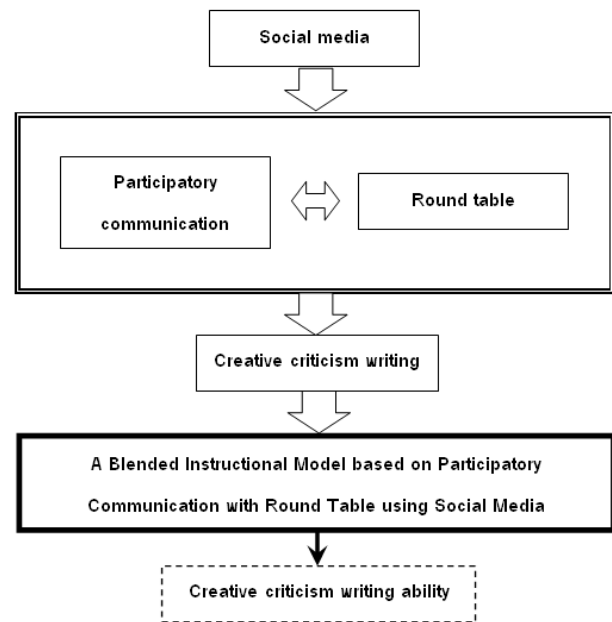 Social media
Participatory
communication
Round table
Creative criticism writing
A Blended Instructional Model based on Participatory
Communication with Round Table using Social Media
Creative criticism writing ability